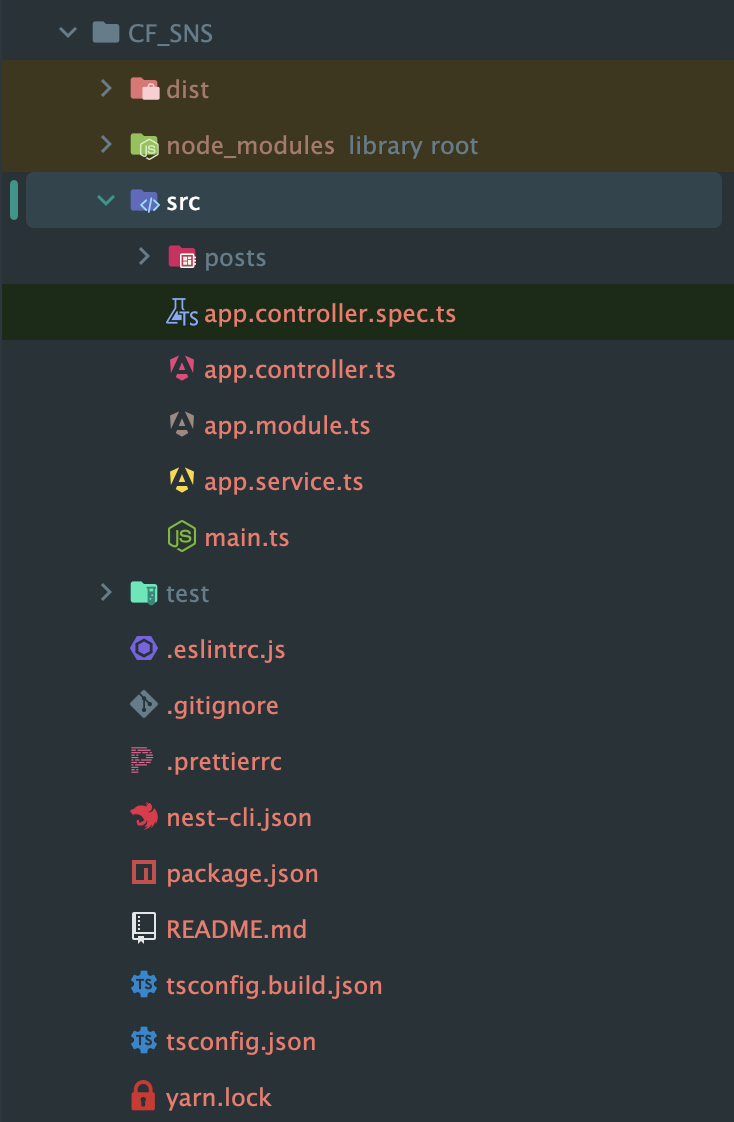 CF_SNS
dist
node_modules library root
src
posts
app.controller.spec.ts
app.controller.ts
app.module.ts
app.service.ts
main.ts
test
.eslintrc.js
.gitignore
.prettierrc
nest-cli.json
package.json
README.md
tsconfig.build.json
tsconfig.json
yarn.lock